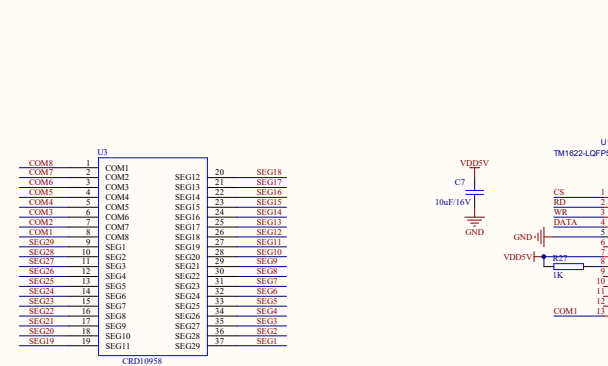 U3
COM8 1 COM1
COM7 2 COM2 SEG12 20 SEG18
COM6 3 COM3 SEG13 21 SEG17
COM5 4 COM4 SEG14 22 SEG16
COM4 5 COM5 SEG15 23 SEG15
COM3 6 COM6 SEG16 24 SEG14
COM2 7 COM7 SEG17 25 SEG13
COM1 8 COM8 SEG18 26 SEG12
SEG29 9 SEG1 SEG19 27 SEG11
SEG28 10 SEG2 SEG20 28 SEG10
SEG27 11 SEG3 SEG21 29 SEG9
SEG26 12 SEG4 SEG22 30 SEG8
SEG25 13 SEG5 SEG23 31 SEG7
SEG24 14 SEG6 SEG24 32 SEG6
SEG23 15 SEG7 SEG25 33 SEG5
SEG22 16 SEG8 SEG26 34 SEG4
SEG21 17 SEG9 SEG27 35 SEG3
SEG20 18 SEG10 SEG28 36 SEG2
SEG19 19 SEG11 SEG29 37 SEG1
CRD10958
VDD5V
C7
10uF/16V
GND
TM1622-LQFP
CS 1
RD 2
WR 3
DATA 4
GND 5
6
VDD5V 7
R27 8
1K 9
10
11
12
COM1 13